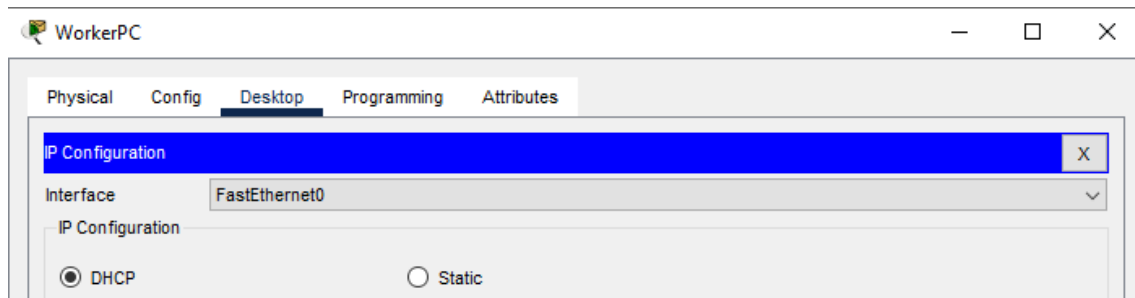 WorkerPC
Physical Config Desktop Programming Attributes
IP Configuration X
Interface FastEthernet0
IP Configuration
DHCP Static